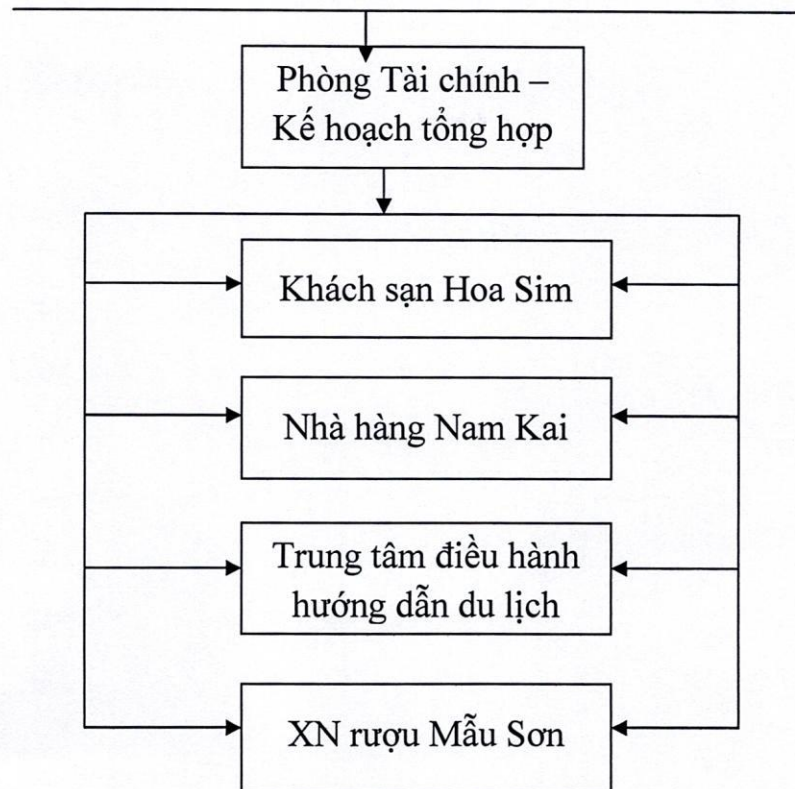 Phòng Tài chính –
Kế hoạch tổng hợp
Khách sạn Hoa Sim
Nhà hàng Nam Kai
Trung tâm điều hành
hướng dẫn du lịch
XN rượu Mẫu Sơn